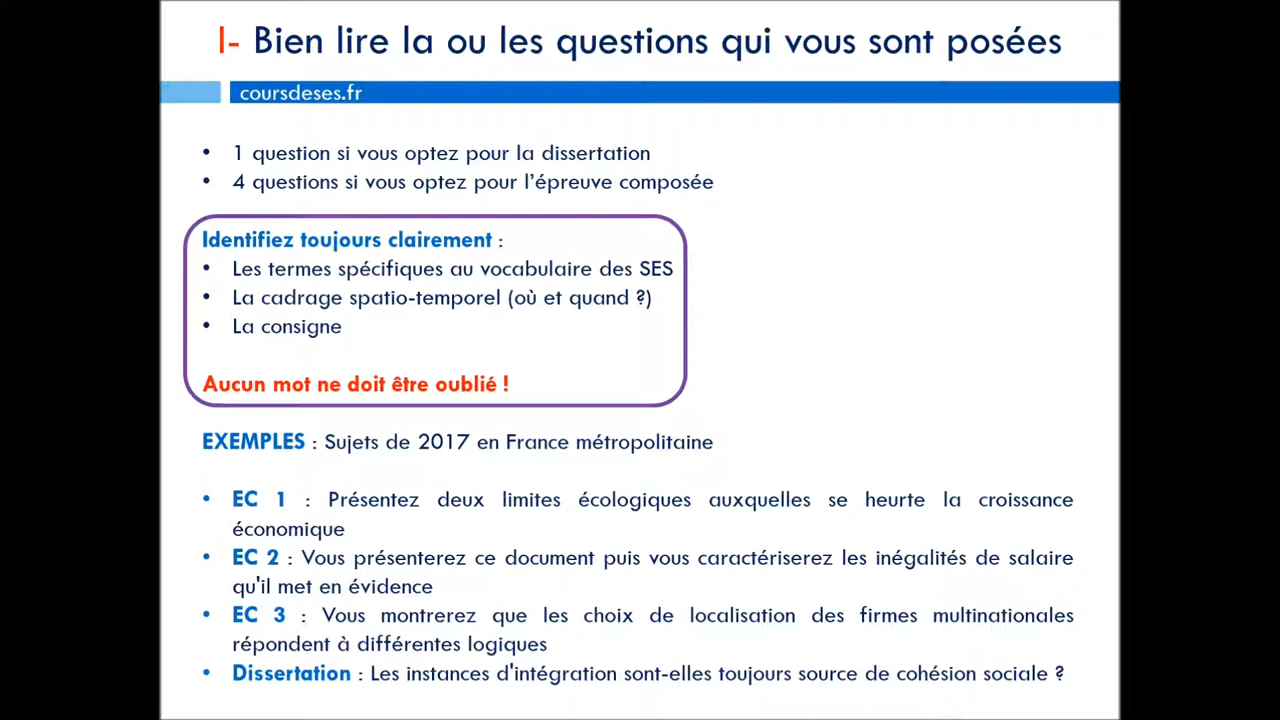 I- Bien lire la ou les questions qui vous sont posées
coursdeses.fr
• 1 question si vous optez pour la dissertation
• 4 questions si vous optez pour l'épreuve composée
Identifiez toujours clairement :
• Les termes spécifiques au vocabulaire des SES
• La cadrage spatio-temporel (où et quand ?)
• La consigne
Aucun mot ne doit être oublié !
EXEMPLES : Sujets de 2017 en France métropolitaine
• EC 1 : Présentez deux limites écologiques auxquelles se heurte la croissance
économique
• EC 2 : Vous présenterez ce document puis vous caractériserez les inégalités de salaire
qu'il met en évidence
• EC 3 : Vous montrerez que les choix de localisation des firmes multinationales
répondent à différentes logiques
• Dissertation : Les instances d'intégration sont-elles toujours source de cohésion sociale ?